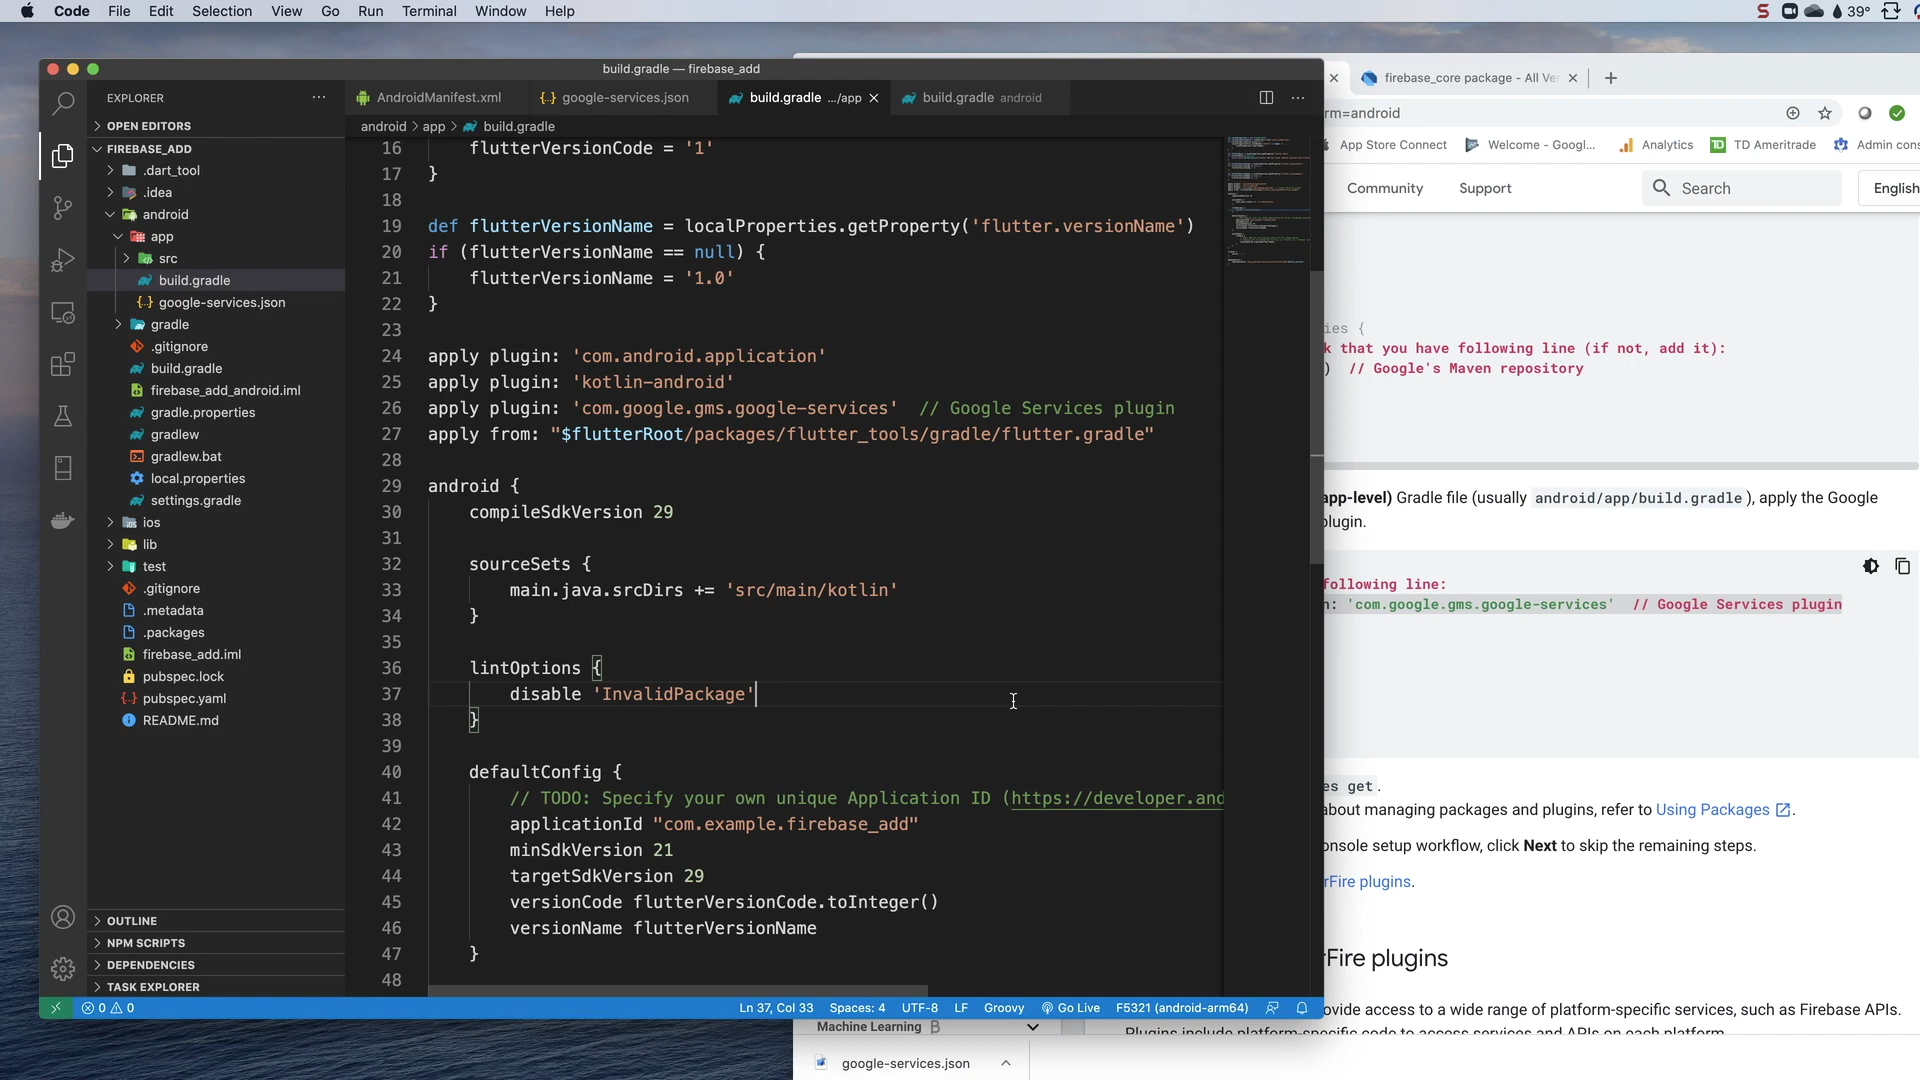 Code File Edit Selection View Go Run Terminal Window Help
39°
build.gradle — firebase_add
EXPLORER
OPEN EDITORS
FIREBASE_ADD
.dart_tool
.idea
android
app
src
build.gradle
google-services.json
gradle
.gitignore
build.gradle
firebase_add_android.iml
gradle.properties
gradlew
gradlew.bat
local.properties
settings.gradle
ios
lib
test
.gitignore
.metadata
.packages
firebase_add.iml
pubspec.lock
pubspec.yaml
README.md
OUTLINE
NPM SCRIPTS
DEPENDENCIES
TASK EXPLORER
AndroidManifest.xml
google-services.json
build.gradle .../app
build.gradle android
android > app > build.gradle
16 flutterVersionCode = '1'
17 }
18
19 def flutterVersionName = localProperties.getProperty('flutter.versionName')
20 if (flutterVersionName == null) {
21 flutterVersionName = '1.0'
22 }
23
24 apply plugin: 'com.android.application'
25 apply plugin: 'kotlin-android'
26 apply plugin: 'com.google.gms.google-services' // Google Services plugin
27 apply from: "$flutterRoot/packages/flutter_tools/gradle/flutter.gradle"
28
29 android {
30 compileSdkVersion 29
31
32 sourceSets {
33 main.java.srcDirs += 'src/main/kotlin'
34 }
35
36 lintOptions {
37 disable 'InvalidPackage'
38 }
39
40 defaultConfig {
41 // TODO: Specify your own unique Application ID (https://developer.and
42 applicationId "com.example.firebase_add"
43 minSdkVersion 21
44 targetSdkVersion 29
45 versionCode flutterVersionCode.toInteger()
46 versionName flutterVersionName
47 }
48
0 0
Ln 37, Col 33 Spaces: 4 UTF-8 LF Groovy Go Live F5321 (android-arm64)
firebase_core package - All Ve
rm=android
App Store Connect Welcome - Googl... Analytics TD Ameritrade Admin cons
Community Support Search English
ies {
k that you have following line (if not, add it):
) // Google's Maven repository
app-level) Gradle file (usually android/app/build.gradle), apply the Google
plugin.
following line:
n: 'com.google.gms.google-services' // Google Services plugin
es get.
about managing packages and plugins, refer to Using Packages.
onsole setup workflow, click Next to skip the remaining steps.
rFire plugins.
rFire plugins
ovide access to a wide range of platform-specific services, such as Firebase APIs.
Plugins include platform-specific code to access services and APIs on each platform.
Machine Learning
google-services.json